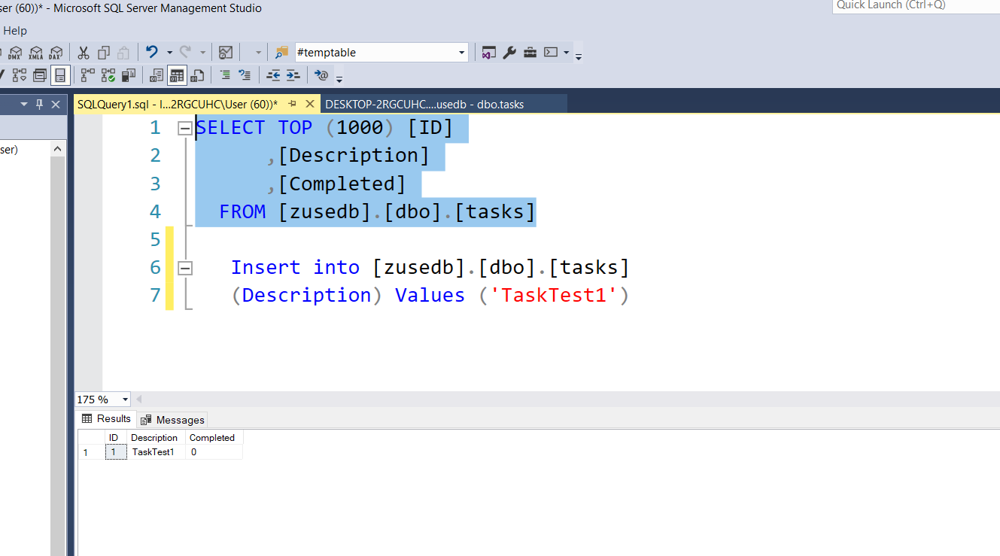 ser (60))* - Microsoft SQL Server Management Studio
Quick Launch (Ctrl+Q)
Help
DMX XMLA DAX
#temptable
SQLQuery1.sql - l...2RGCUHC\User (60))*
DESKTOP-2RGCUHC....usedb - dbo.tasks
ser)
1 SELECT TOP (1000) [ID]
2 ,[Description]
3 ,[Completed]
4 FROM [zusedb].[dbo].[tasks]
5
6 Insert into [zusedb].[dbo].[tasks]
7 (Description) Values ('TaskTest1')
175 %
Results Messages
ID Description Completed
1 1 TaskTest1 0